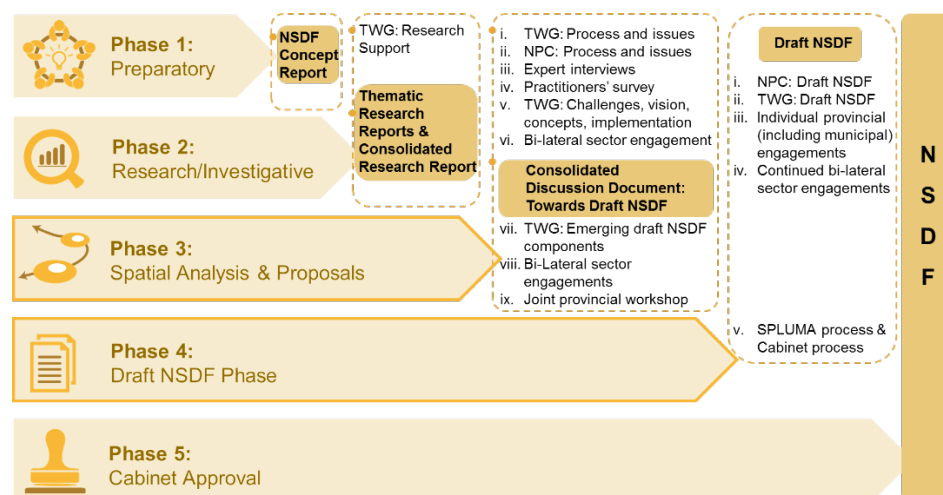 Phase 1:
Preparatory
NSDF
Concept
Report
Phase 2:
Research/Investigative
TWG: Research
Support
Thematic
Research
Reports &
Consolidated
Research Report
Phase 3:
Spatial Analysis & Proposals
i. TWG: Process and issues
ii. NPC: Process and issues
iii. Expert interviews
iv. Practitioners' survey
v. TWG: Challenges, vision,
concepts, implementation
vi. Bi-lateral sector engagement
Consolidated
Discussion Document:
Towards Draft NSDF
vii. TWG: Emerging draft NSDF
components
viii. Bi-Lateral sector
engagements
ix. Joint provincial workshop
Phase 4:
Draft NSDF Phase
Draft NSDF
i. NPC: Draft NSDF
ii. TWG: Draft NSDF
iii. Individual provincial
(including municipal)
engagements
iv. Continued bi-lateral
sector engagements
v. SPLUMA process &
Cabinet process
Phase 5:
Cabinet Approval
N
S
D
F